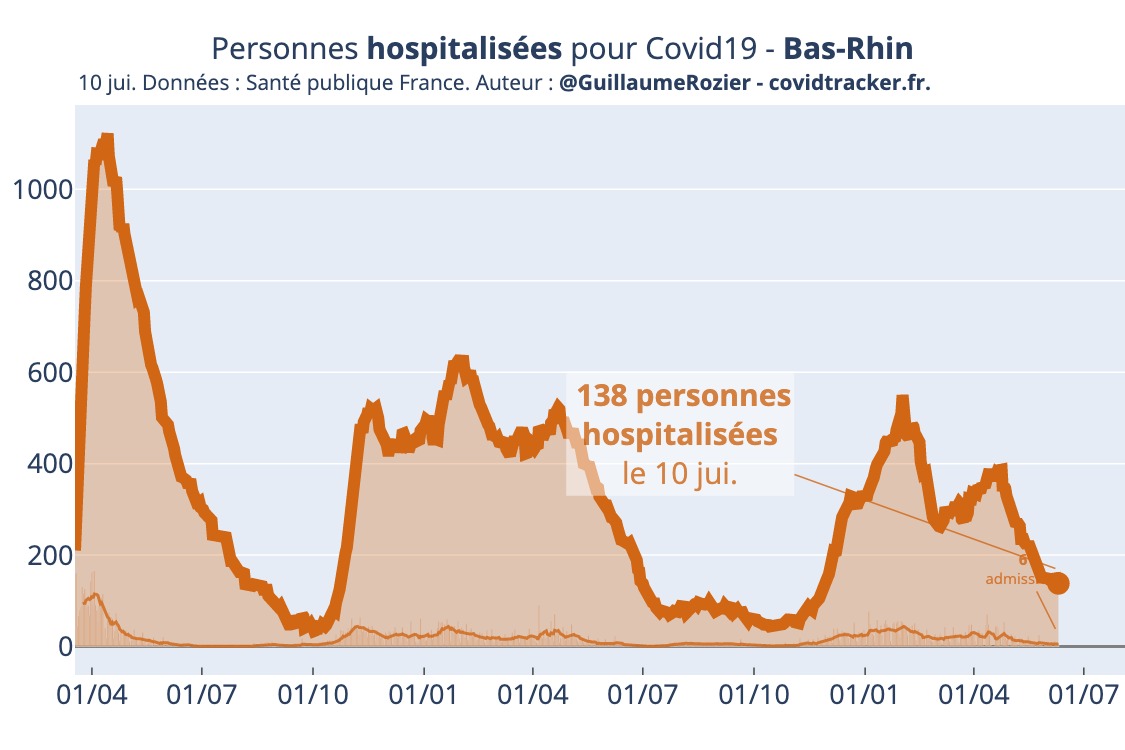 Personnes hospitalisées pour Covid19 - Bas-Rhin
10 jui. Données : Santé publique France. Auteur : @GuillaumeRozier - covidtracker.fr.
1000
800
600
400
200
0
138 personnes
hospitalisées
le 10 jui.
6
admiss
01/04 01/07 01/10 01/01 01/04 01/07 01/10 01/01 01/04 01/07